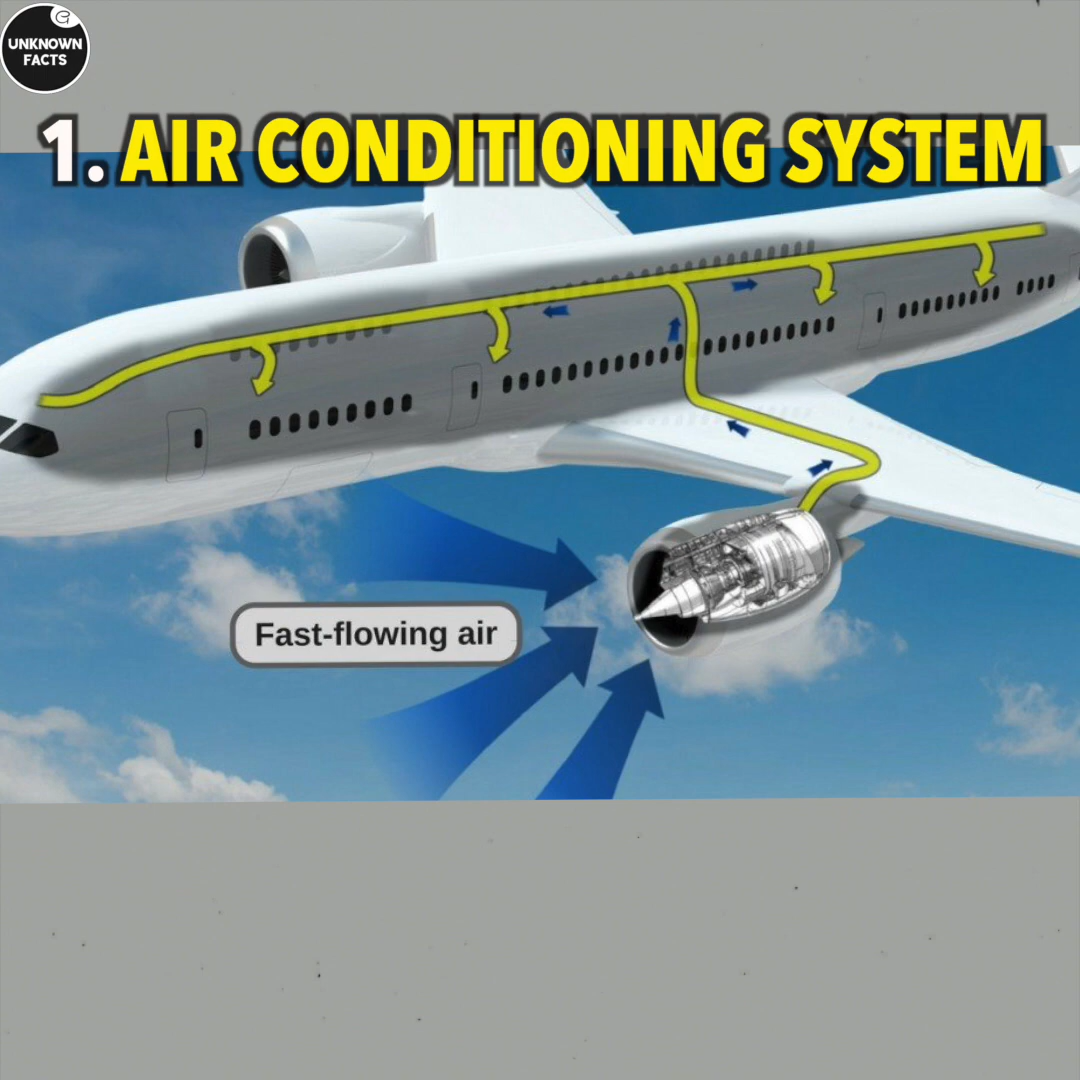 G
UNKNOWN
FACTS
1. AIR CONDITIONING SYSTEM
Fast-flowing air